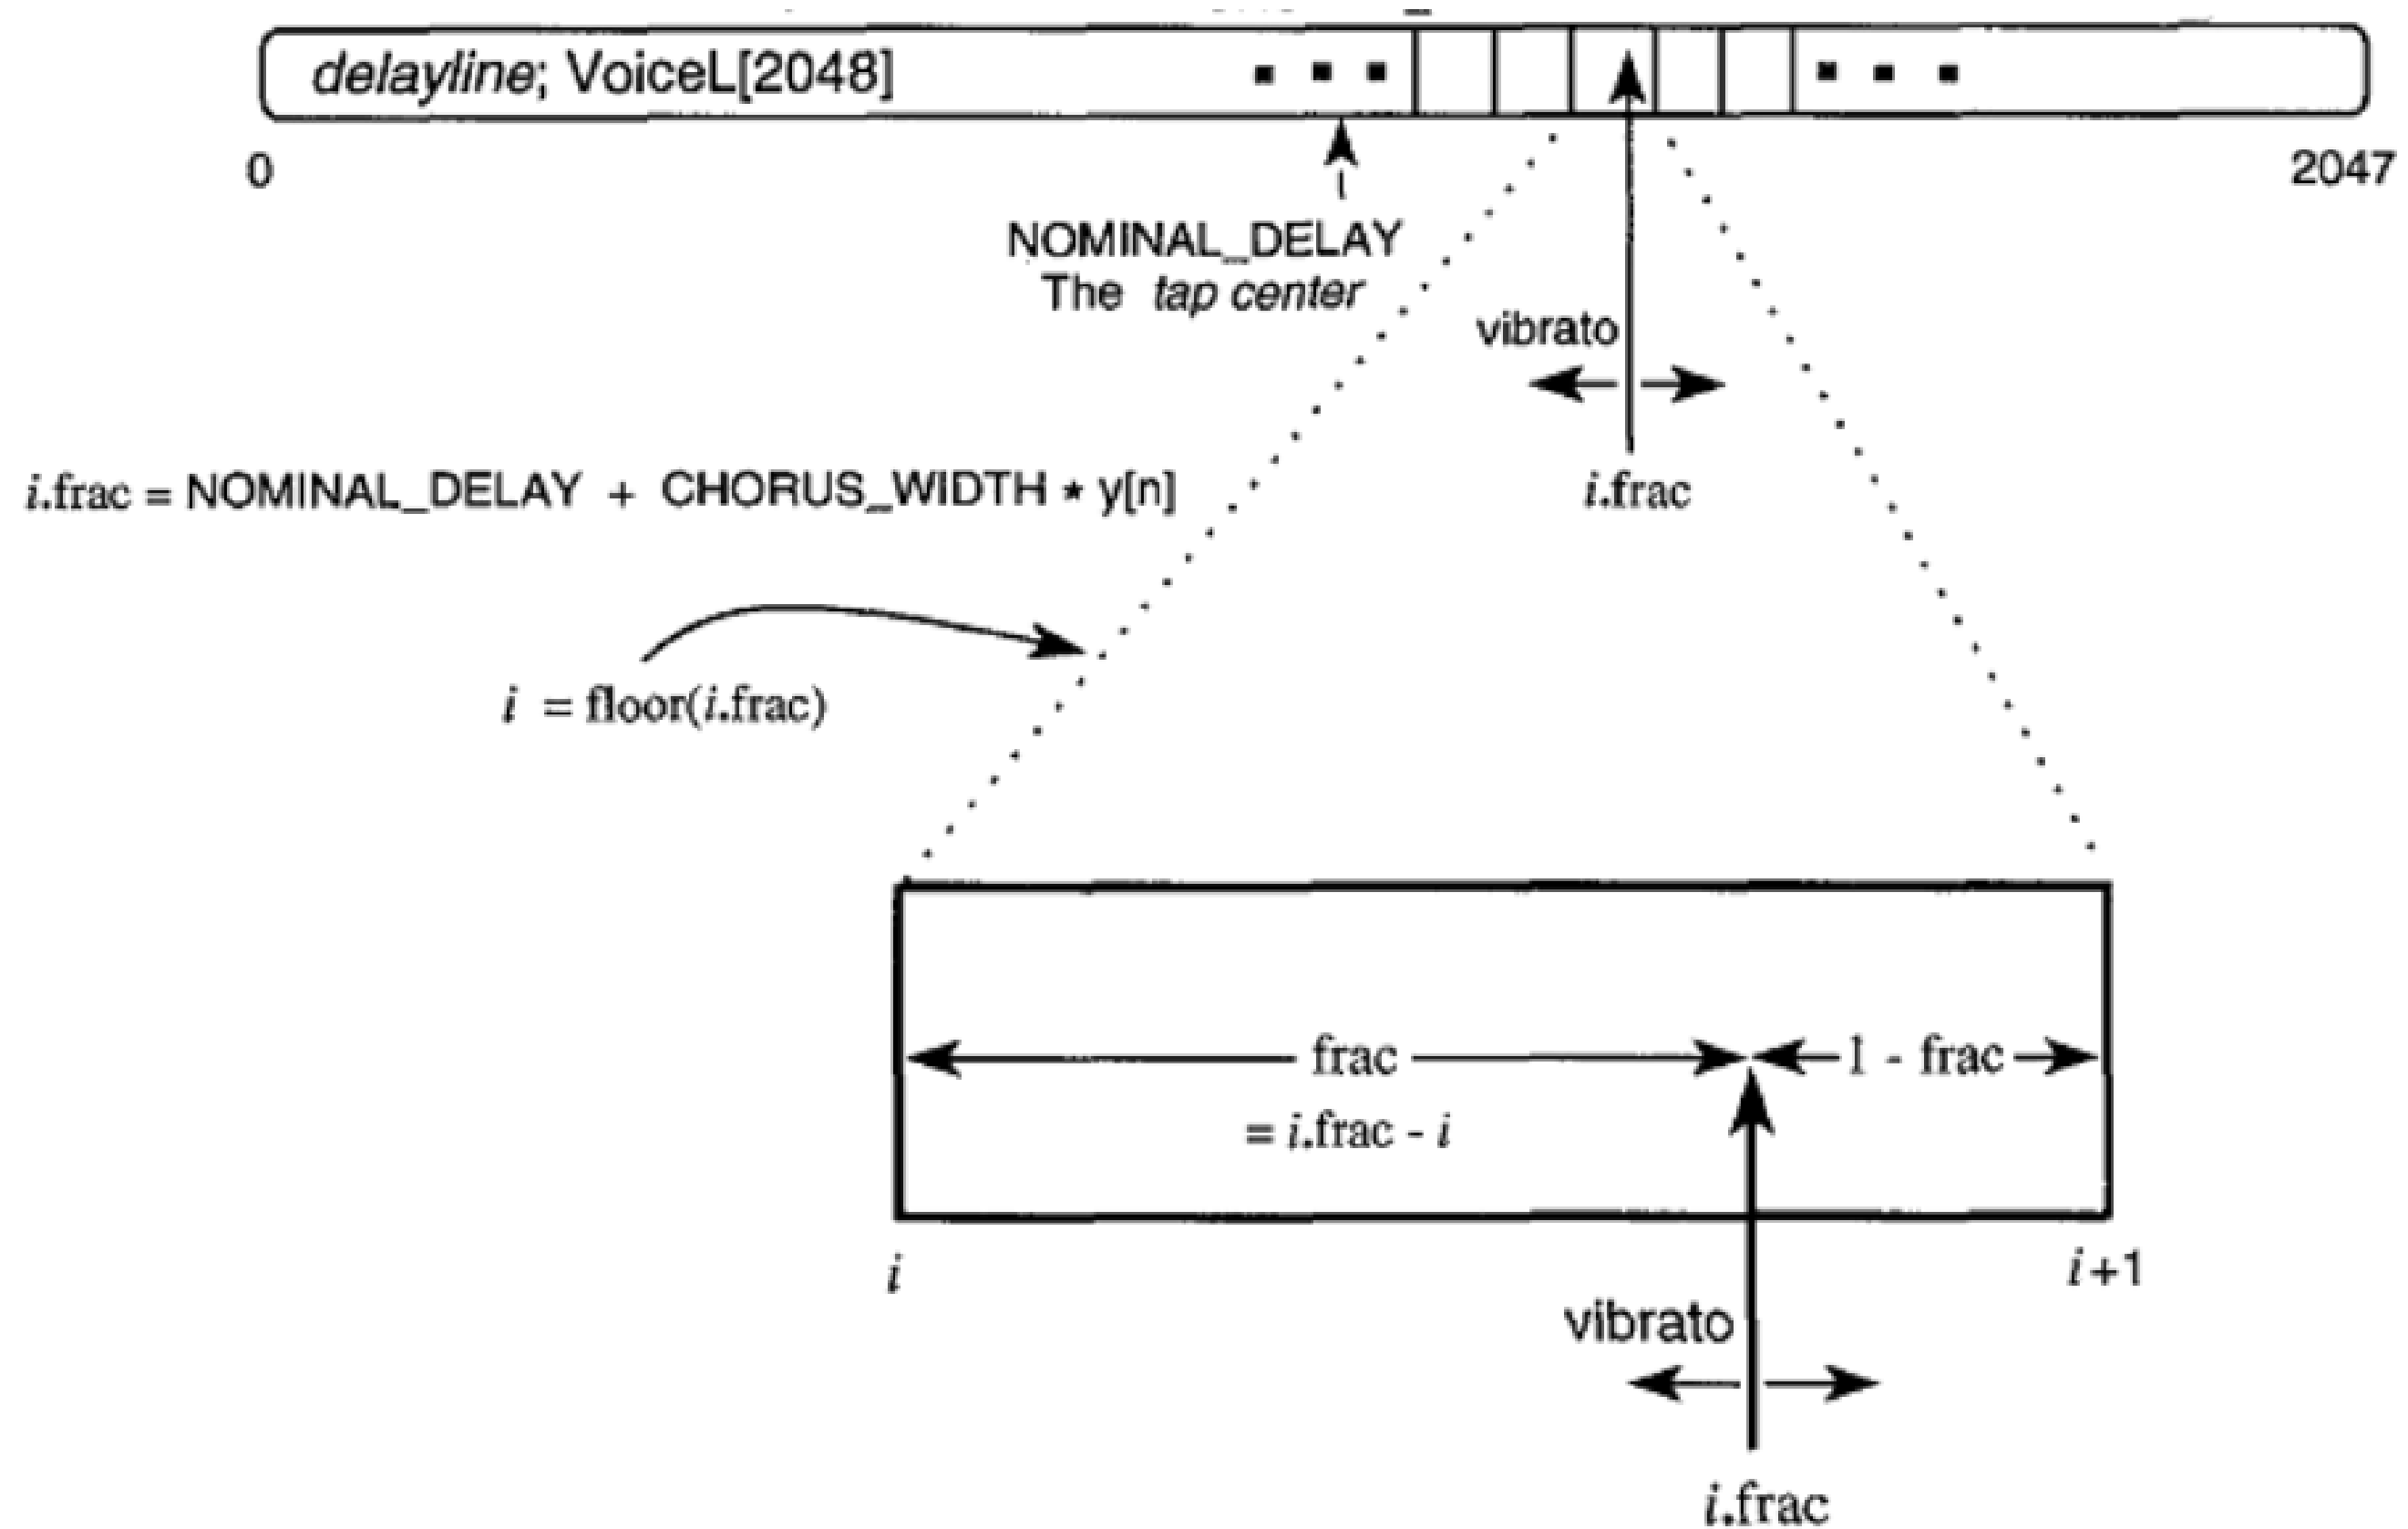 delayline; VoiceL[2048]
0
2047
NOMINAL_DELAY
The tap center
vibrato
i.frac = NOMINAL_DELAY + CHORUS_WIDTH * y[n]
i.frac
i = floor(i.frac)
frac
1 - frac
= i.frac - i
i
i+1
vibrato
i.frac